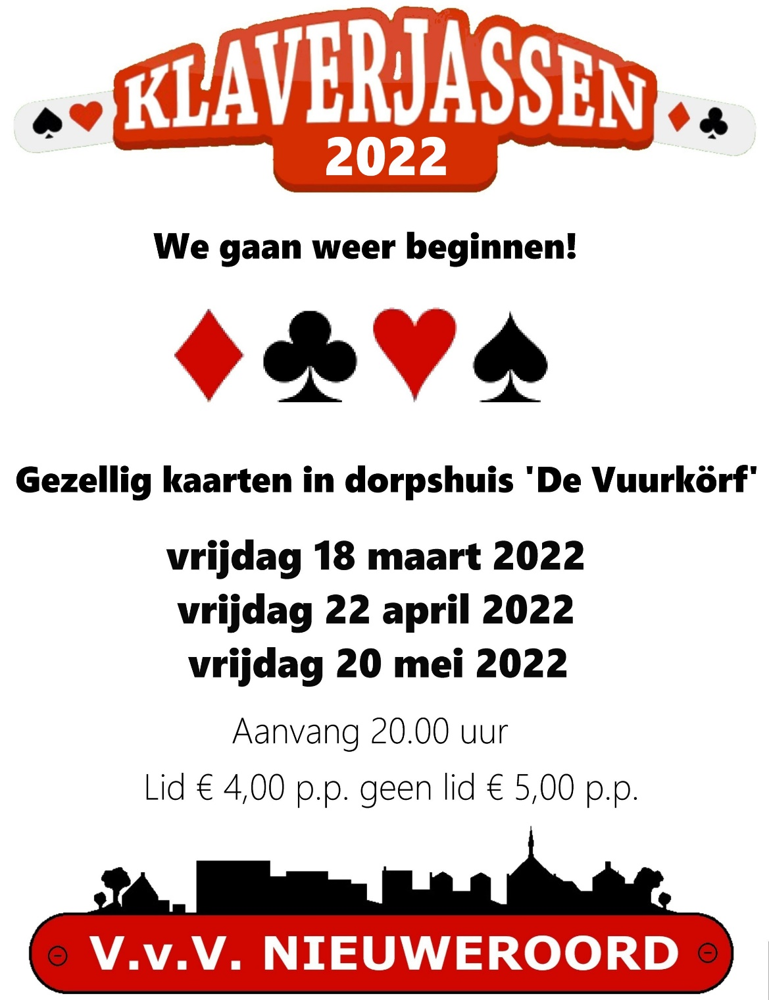 KLAVERJASSEN
2022
We gaan weer beginnen!
Gezellig kaarten in dorpshuis 'De Vuurkörf'
vrijdag 18 maart 2022
vrijdag 22 april 2022
vrijdag 20 mei 2022
Aanvang 20.00 uur
Lid € 4,00 p.p. geen lid € 5,00 p.p.
V.v.V. NIEUWEROORD